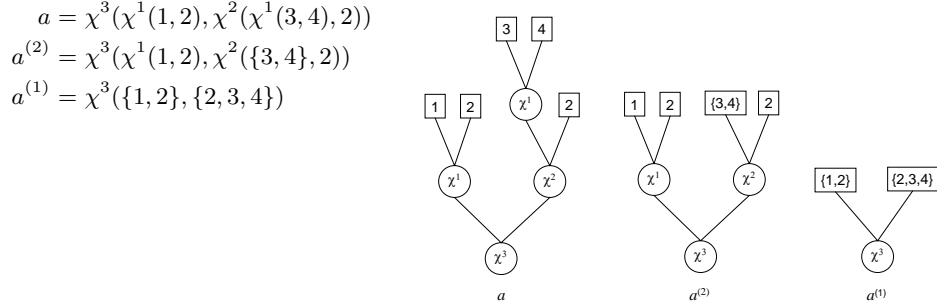 a = χ³(χ¹(1, 2), χ²(χ¹(3, 4), 2))
a⁽²⁾ = χ³(χ¹(1, 2), χ²({3, 4}, 2))
a⁽¹⁾ = χ³({1, 2}, {2, 3, 4})
3 4
1 2 χ¹ 2 1 2 {3,4} 2
χ¹ χ² χ¹ χ² {1,2} {2,3,4}
χ³ χ³ χ³
a a⁽²⁾ a⁽¹⁾